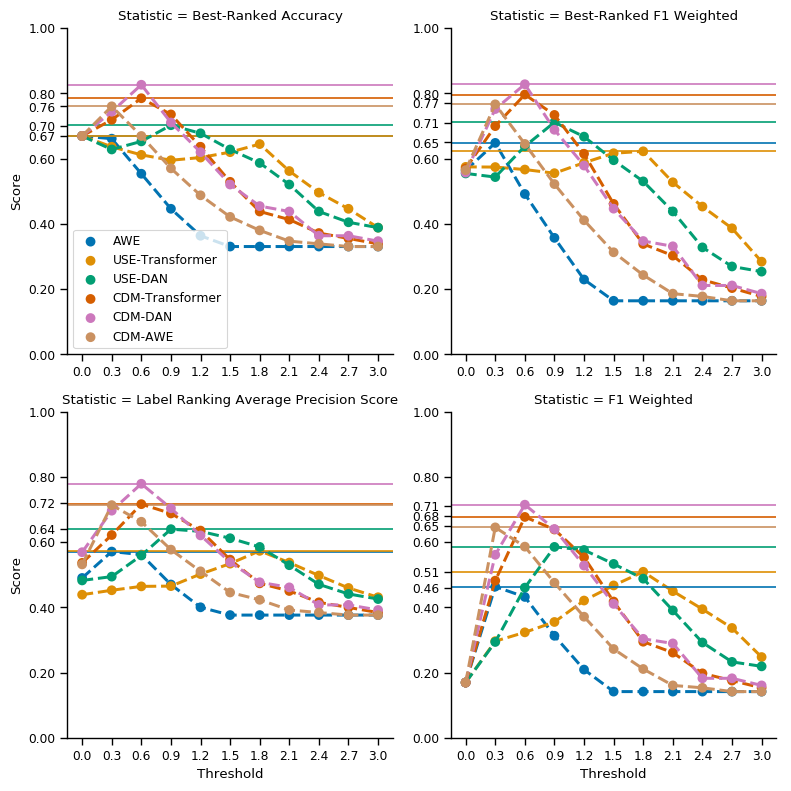 Statistic = Best-Ranked Accuracy
1.00
0.80
0.76
0.70
0.67
0.60
0.40
0.20
0.00
Score
AWE
USE-Transformer
USE-DAN
CDM-Transformer
CDM-DAN
CDM-AWE
0.0 0.3 0.6 0.9 1.2 1.5 1.8 2.1 2.4 2.7 3.0
Statistic = Best-Ranked F1 Weighted
1.00
0.80
0.77
0.71
0.65
0.60
0.40
0.20
0.00
0.0 0.3 0.6 0.9 1.2 1.5 1.8 2.1 2.4 2.7 3.0
Statistic = Label Ranking Average Precision Score
1.00
0.80
0.72
0.64
0.60
0.40
0.20
0.00
Score
0.0 0.3 0.6 0.9 1.2 1.5 1.8 2.1 2.4 2.7 3.0
Threshold
Statistic = F1 Weighted
1.00
0.80
0.71
0.68
0.65
0.60
0.51
0.46
0.40
0.20
0.00
0.0 0.3 0.6 0.9 1.2 1.5 1.8 2.1 2.4 2.7 3.0
Threshold